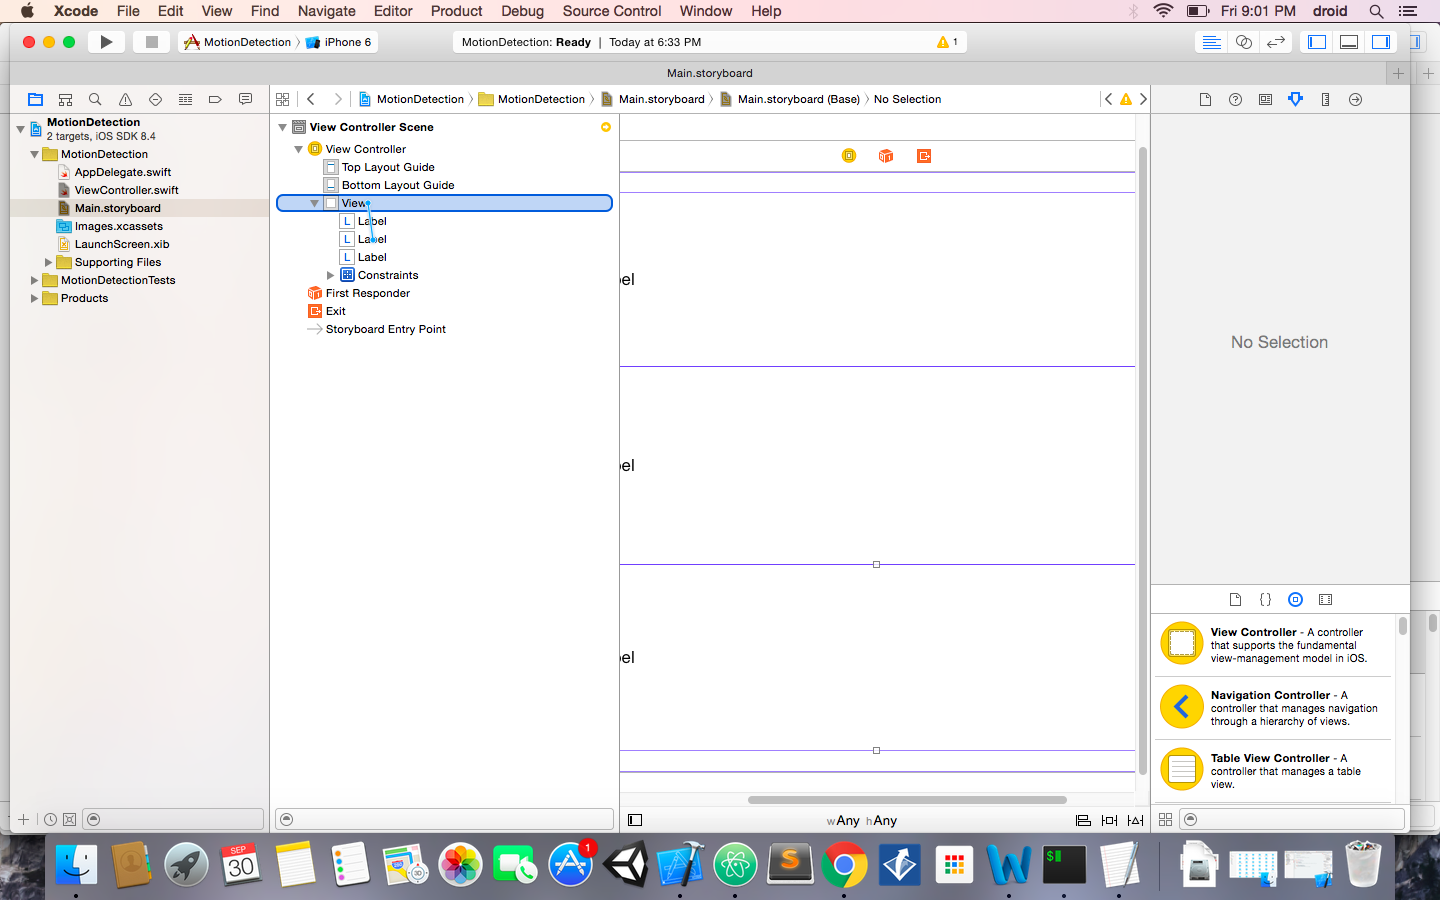 Xcode File Edit View Find Navigate Editor Product Debug Source Control Window Help Fri 9:01 PM droid
MotionDetection iPhone 6 MotionDetection: Ready | Today at 6:33 PM 1
Main.storyboard
MotionDetection MotionDetection Main.storyboard Main.storyboard (Base) No Selection
MotionDetection
2 targets, iOS SDK 8.4
MotionDetection
AppDelegate.swift
ViewController.swift
Main.storyboard
Images.xcassets
LaunchScreen.xib
Supporting Files
MotionDetectionTests
Products
View Controller Scene
View Controller
Top Layout Guide
Bottom Layout Guide
View
L Label
L Label
L Label
Constraints
First Responder
Exit
Storyboard Entry Point
bel
bel
bel
wAny hAny
No Selection
View Controller - A controller
that supports the fundamental
view-management model in iOS.
Navigation Controller - A
controller that manages navigation
through a hierarchy of views.
Table View Controller - A
controller that manages a table
view.
SEP
30
1